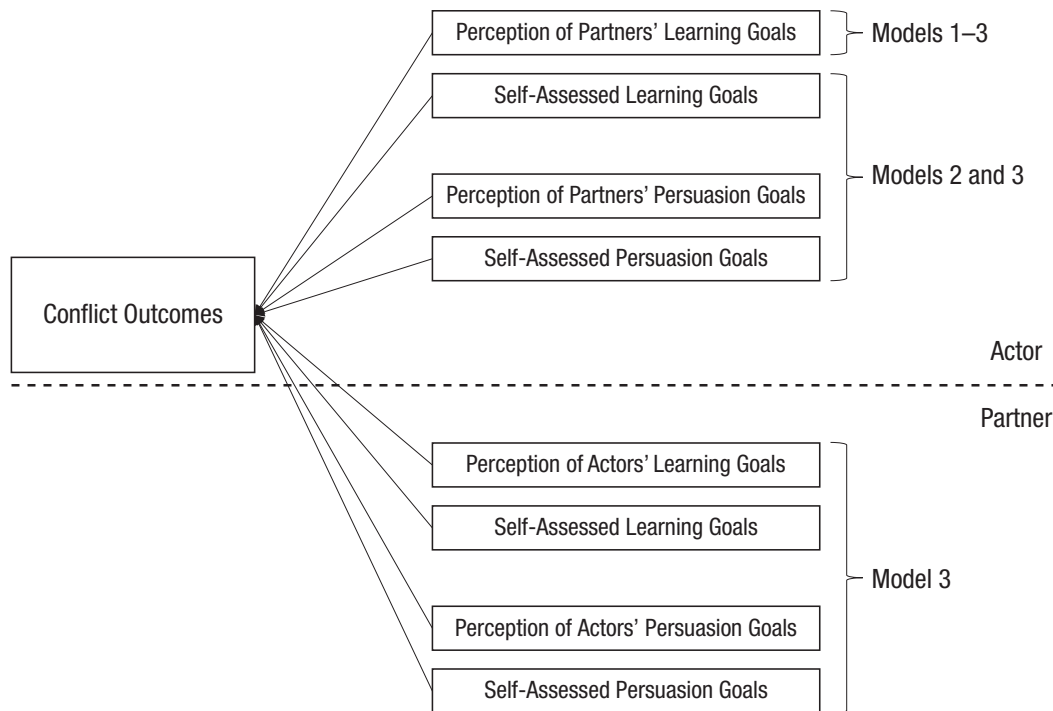 Perception of Partners’ Learning Goals
Models 1–3
Self-Assessed Learning Goals
Models 2 and 3
Perception of Partners’ Persuasion Goals
Self-Assessed Persuasion Goals
Conflict Outcomes
Actor
Partner
Perception of Actors’ Learning Goals
Self-Assessed Learning Goals
Model 3
Perception of Actors’ Persuasion Goals
Self-Assessed Persuasion Goals